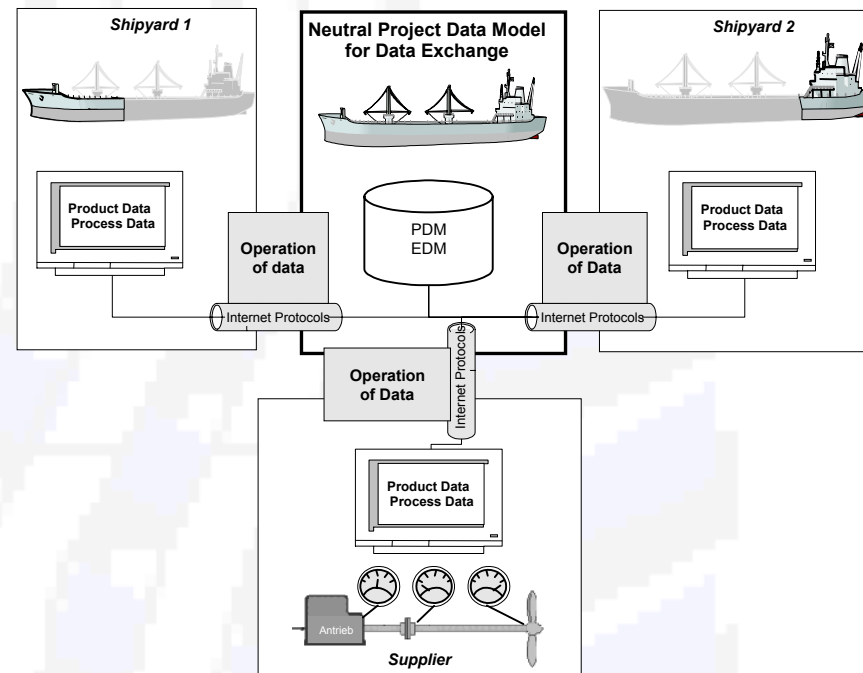 Shipyard 1
Neutral Project Data Model
for Data Exchange
Shipyard 2
Product Data
Process Data
Operation
of data
PDM
EDM
Operation
of Data
Product Data
Process Data
Internet Protocols
Internet Protocols
Operation
of Data
Internet Protocols
Product Data
Process Data
Antrieb
Supplier